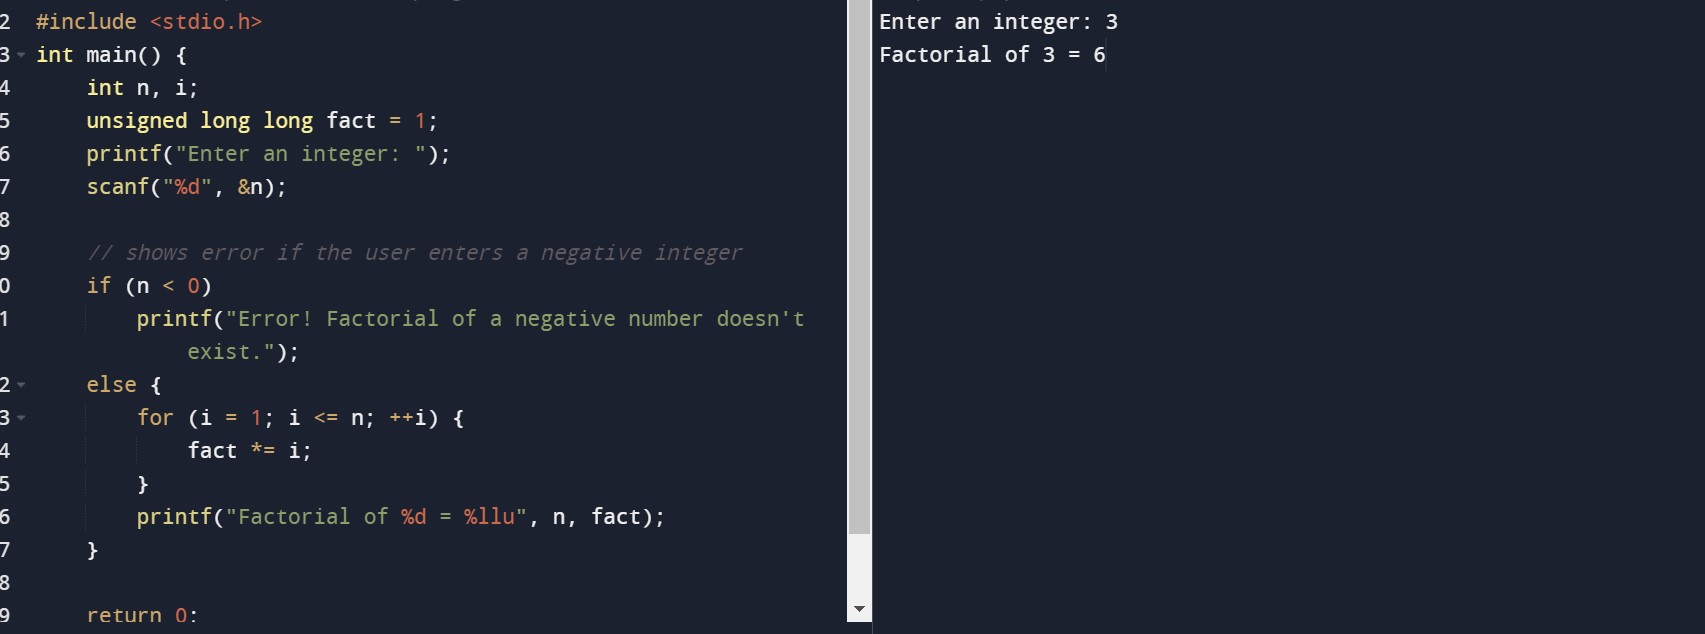 2 #include <stdio.h>
3 int main() {
4     int n, i;
5     unsigned long long fact = 1;
6     printf("Enter an integer: ");
7     scanf("%d", &n);
8
9     // shows error if the user enters a negative integer
0     if (n < 0)
1         printf("Error! Factorial of a negative number doesn't
            exist.");
2     else {
3         for (i = 1; i <= n; ++i) {
4             fact *= i;
5         }
6         printf("Factorial of %d = %llu", n, fact);
7     }
8
9     return 0;
Enter an integer: 3
Factorial of 3 = 6